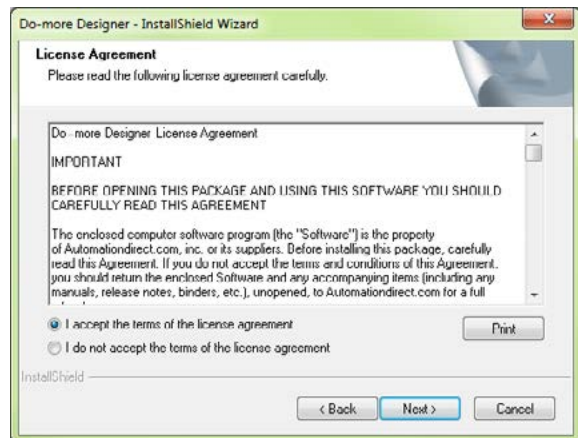 Do-more Designer - InstallShield Wizard
License Agreement
Please read the following license agreement carefully.
Do-more Designer License Agreement
IMPORTANT
BEFORE OPENING THIS PACKAGE AND USING THIS SOFTWARE YOU SHOULD
CAREFULLY READ THIS AGREEMENT
The enclosed computer software program (the "Software") is the property
of Automationdirect.com, inc. or its suppliers. Before installing this package, carefully
read this Agreement. If you do not accept the terms and conditions of this Agreement,
you should return the enclosed Software and any accompanying items (including any
manuals, release notes, binders, etc.), unopened, to Automationdirect.com for a full
I accept the terms of the license agreement
Print
I do not accept the terms of the license agreement
InstallShield
< Back
Next >
Cancel